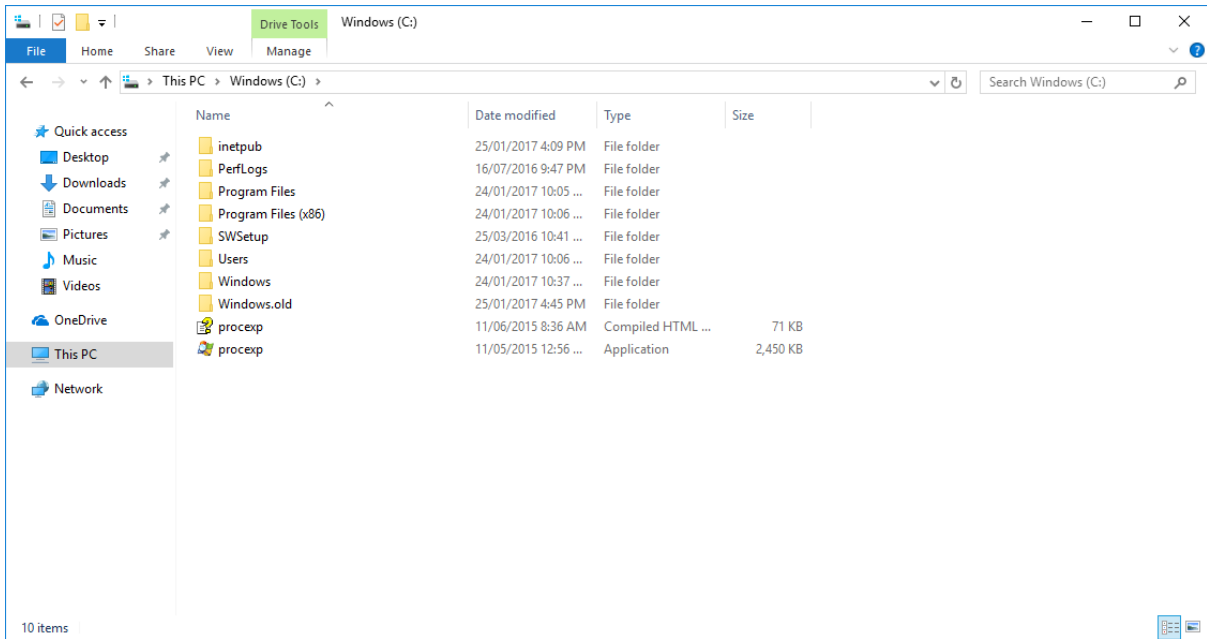 Drive Tools Windows (C:)
File Home Share View Manage
This PC Windows (C:) Search Windows (C:)
Name Date modified Type Size
Quick access
Desktop
Downloads
Documents
Pictures
Music
Videos
OneDrive
This PC
Network
inetpub 25/01/2017 4:09 PM File folder
PerfLogs 16/07/2016 9:47 PM File folder
Program Files 24/01/2017 10:05 ... File folder
Program Files (x86) 24/01/2017 10:06 ... File folder
SWSetup 25/03/2016 10:41 ... File folder
Users 24/01/2017 10:06 ... File folder
Windows 24/01/2017 10:37 ... File folder
Windows.old 25/01/2017 4:45 PM File folder
procexp 11/06/2015 8:36 AM Compiled HTML ... 71 KB
procexp 11/05/2015 12:56 ... Application 2,450 KB
10 items